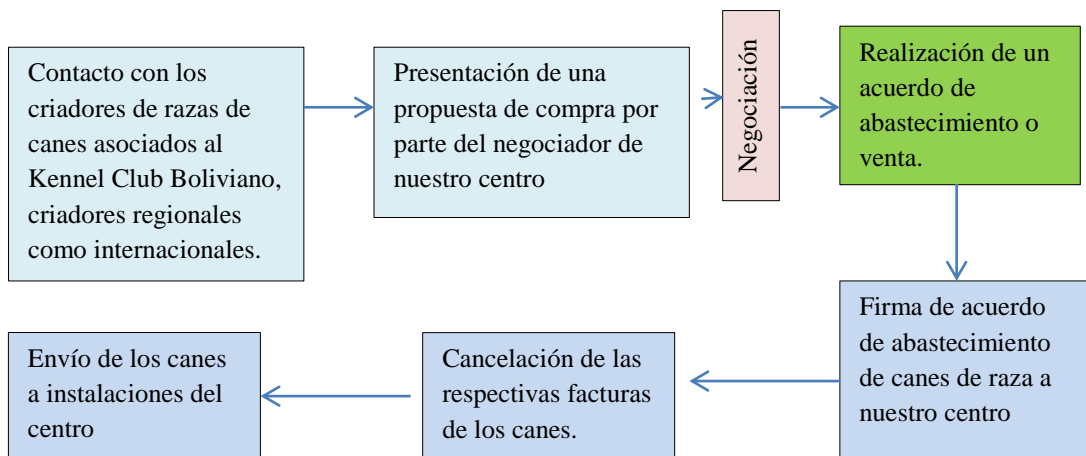 Contacto con los
criadores de razas de
canes asociados al
Kennel Club Boliviano,
criadores regionales
como internacionales.
Presentación de una
propuesta de compra por
parte del negociador de
nuestro centro
Negociación
Realización de un
acuerdo de
abastecimiento o
venta.
Firma de acuerdo
de abastecimiento
de canes de raza a
nuestro centro
Cancelación de las
respectivas facturas
de los canes.
Envío de los canes
a instalaciones del
centro